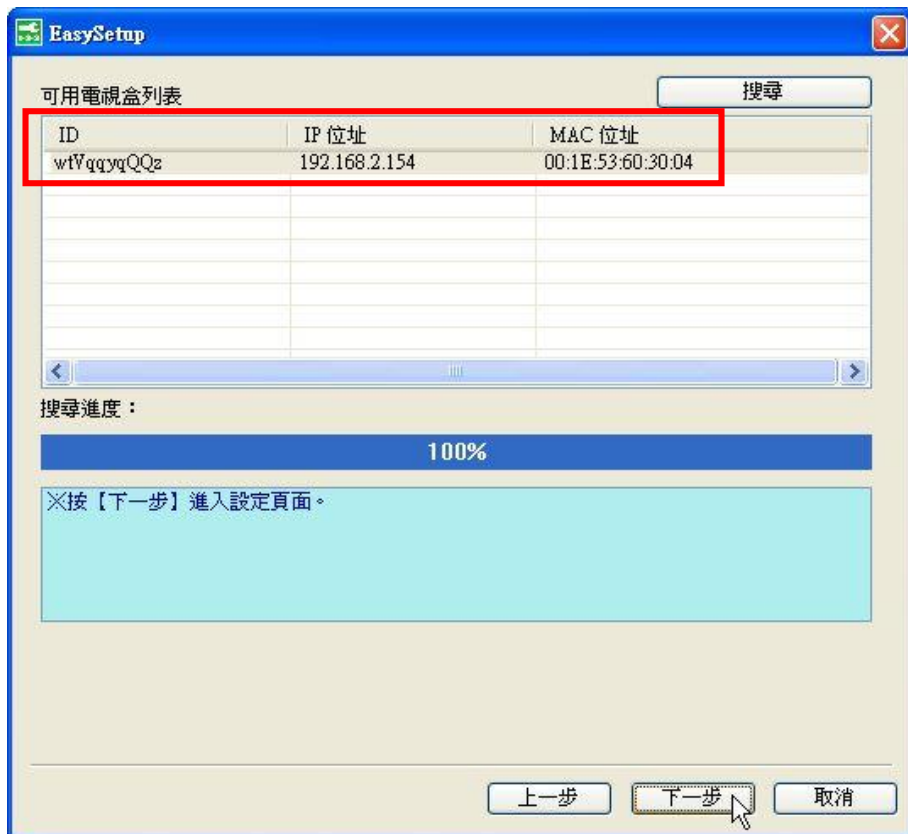 EasySetup
可用電視盒列表 搜尋
ID IP 位址 MAC 位址
wtVqqyqQQz 192.168.2.154 00:1E:53:60:30:04
搜尋進度：
100%
※按【下一步】進入設定頁面。
上一步 下一步 取消